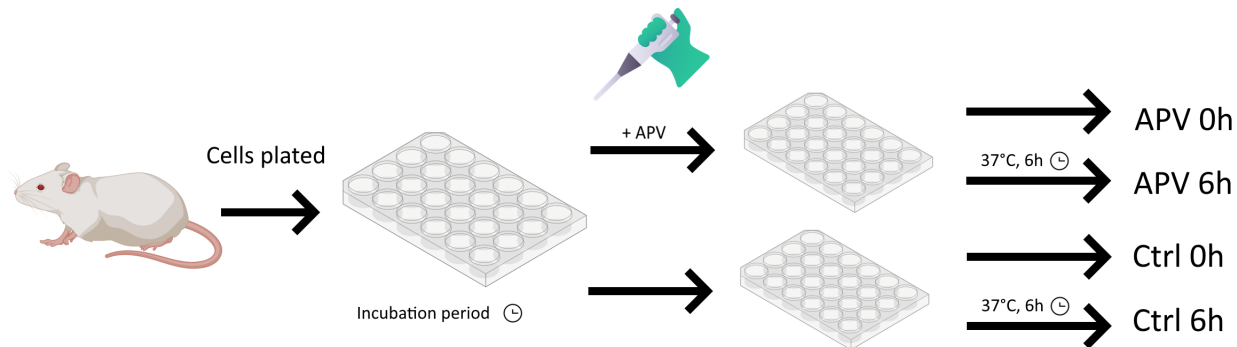 Cells plated
Incubation period
+ APV
37°C, 6h
APV 0h
APV 6h
37°C, 6h
Ctrl 0h
Ctrl 6h